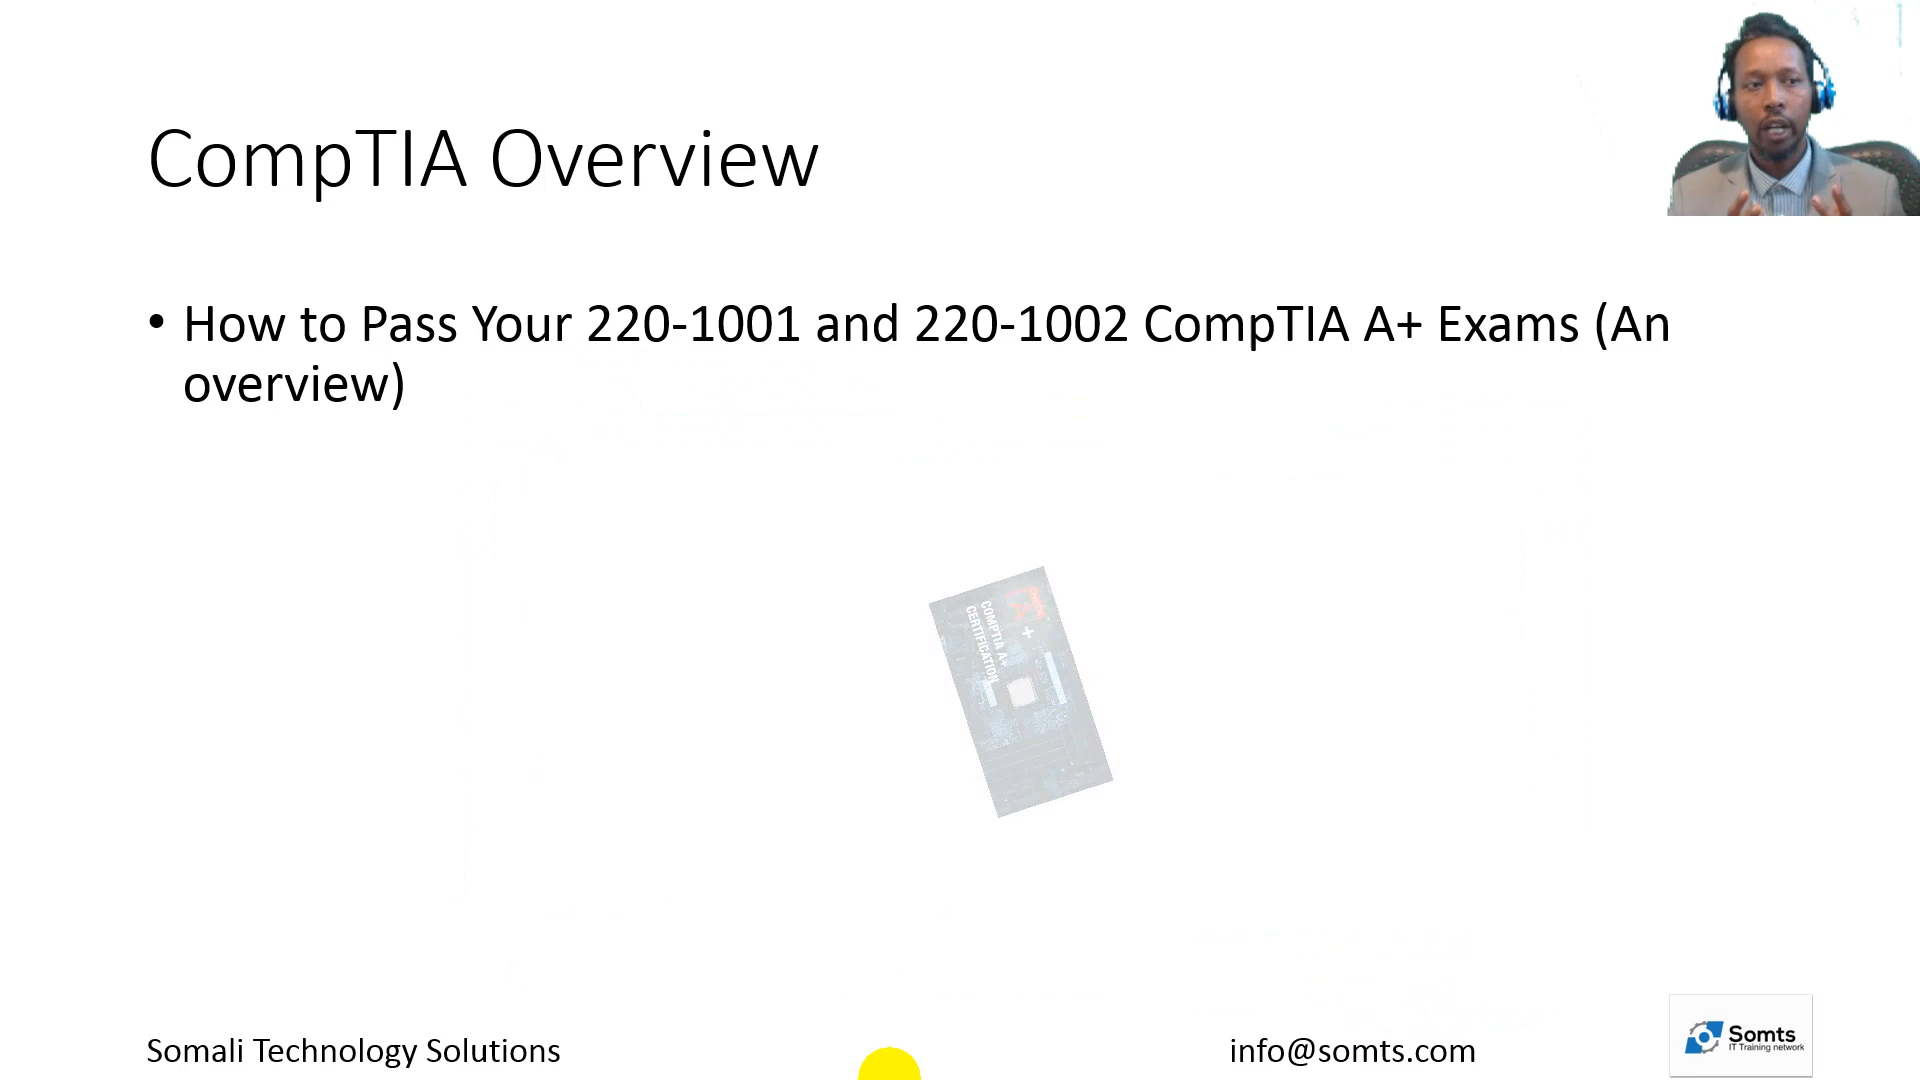 CompTIA Overview
• How to Pass Your 220-1001 and 220-1002 CompTIA A+ Exams (An
overview)
COMPTIA A+
CERTIFICATION
Somali Technology Solutions
info@somts.com
Somts
IT Training network